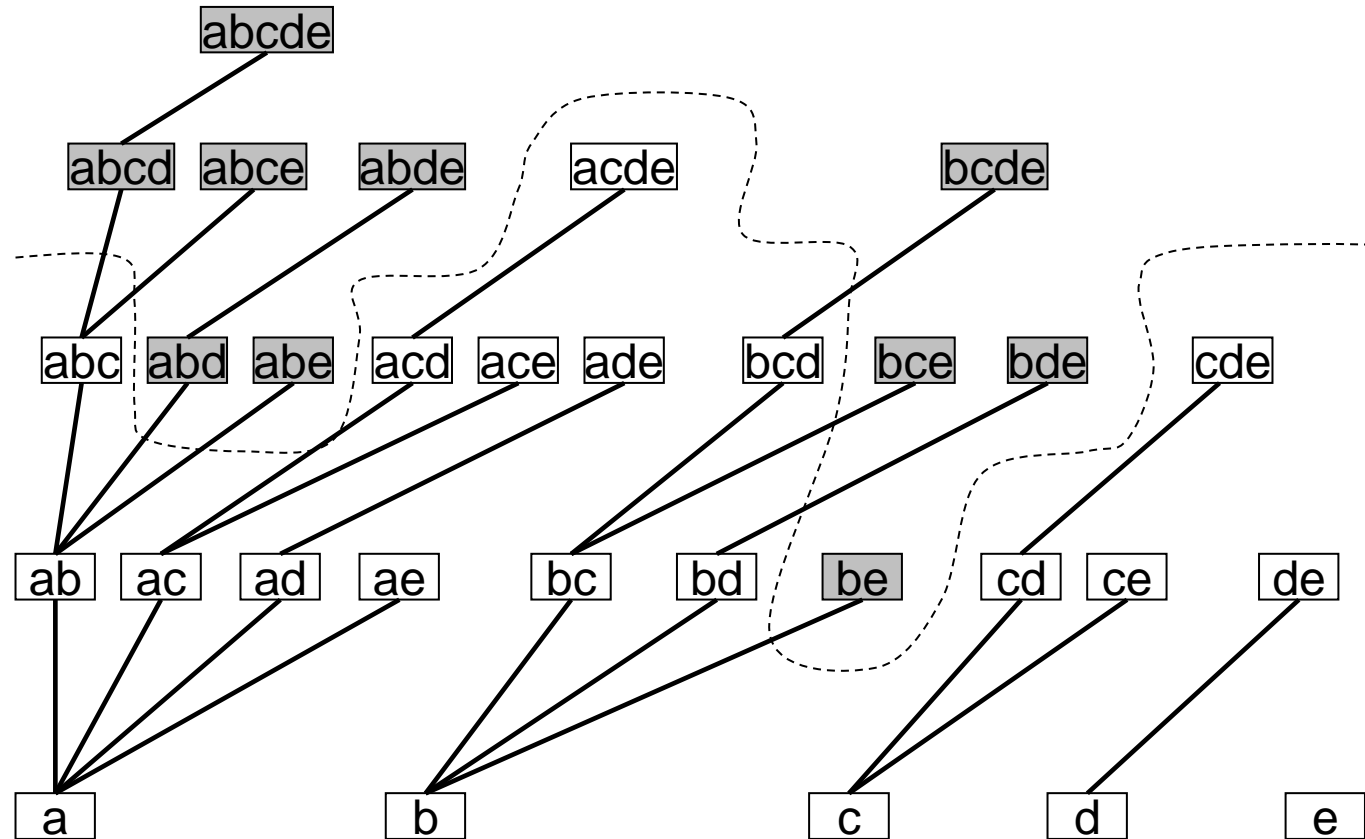 abcde
abcd abce abde acde bcde
abc abd abe acd ace ade bcd bce bde cde
ab ac ad ae bc bd be cd ce de
a b c d e